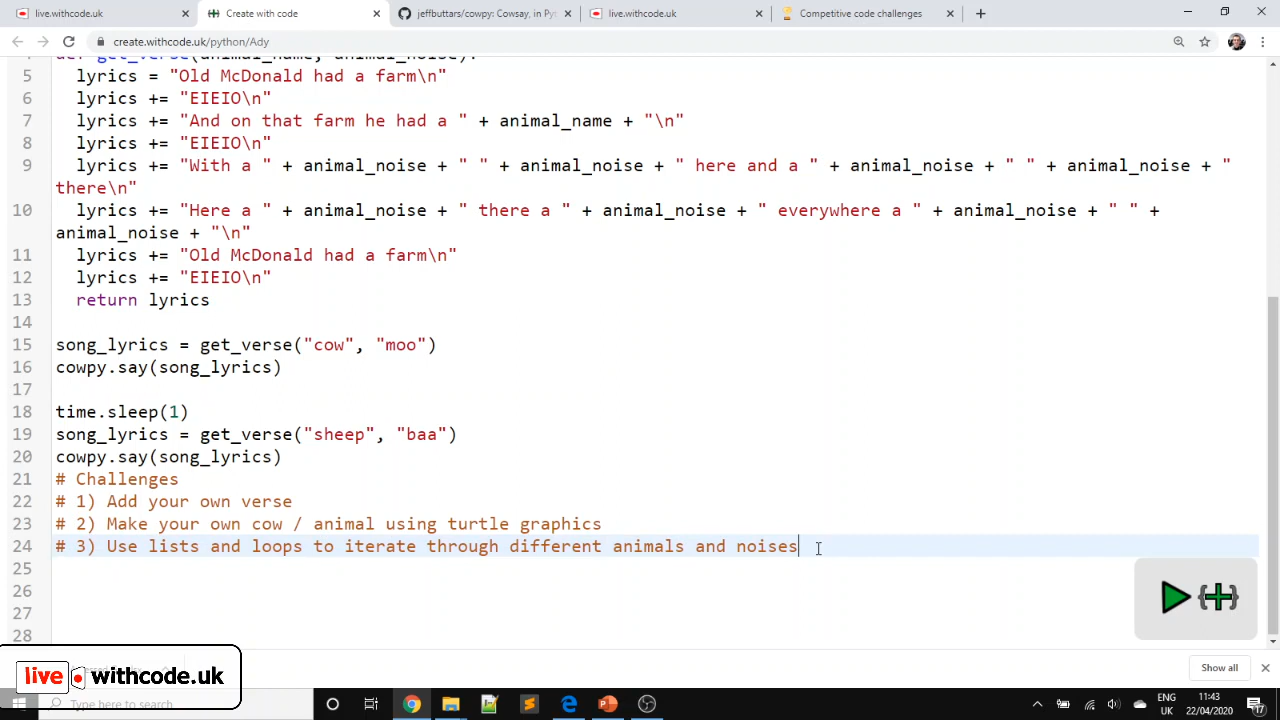 live.withcode.uk
Create with code
jeffbuttars/cowpy: Cowsay, in Py
live.withcode.uk
Competitive code challenges
create.withcode.uk/python/Ady
5 lyrics = "Old McDonald had a farm\n"
6 lyrics += "EIEIO\n"
7 lyrics += "And on that farm he had a " + animal_name + "\n"
8 lyrics += "EIEIO\n"
9 lyrics += "With a " + animal_noise + " " + animal_noise + " here and a " + animal_noise + " " + animal_noise + "
there\n"
10 lyrics += "Here a " + animal_noise + " there a " + animal_noise + " everywhere a " + animal_noise + " " +
animal_noise + "\n"
11 lyrics += "Old McDonald had a farm\n"
12 lyrics += "EIEIO\n"
13 return lyrics
14
15 song_lyrics = get_verse("cow", "moo")
16 cowpy.say(song_lyrics)
17
18 time.sleep(1)
19 song_lyrics = get_verse("sheep", "baa")
20 cowpy.say(song_lyrics)
21 # Challenges
22 # 1) Add your own verse
23 # 2) Make your own cow / animal using turtle graphics
24 # 3) Use lists and loops to iterate through different animals and noises
25
26
27
28
live withcode.uk
Show all
Type here to search
ENG
UK
11:43
22/04/2020
17